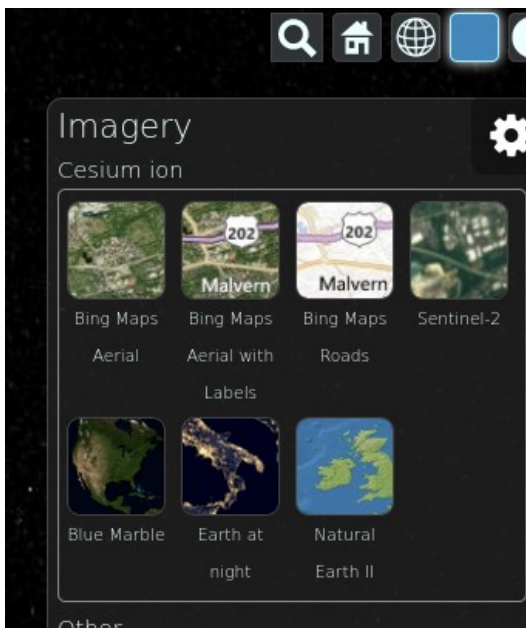 Imagery
Cesium ion
202
202
Malvern
Malvern
Bing Maps Aerial
Bing Maps Aerial with Labels
Bing Maps Roads
Sentinel-2
Blue Marble
Earth at night
Natural Earth II
Other